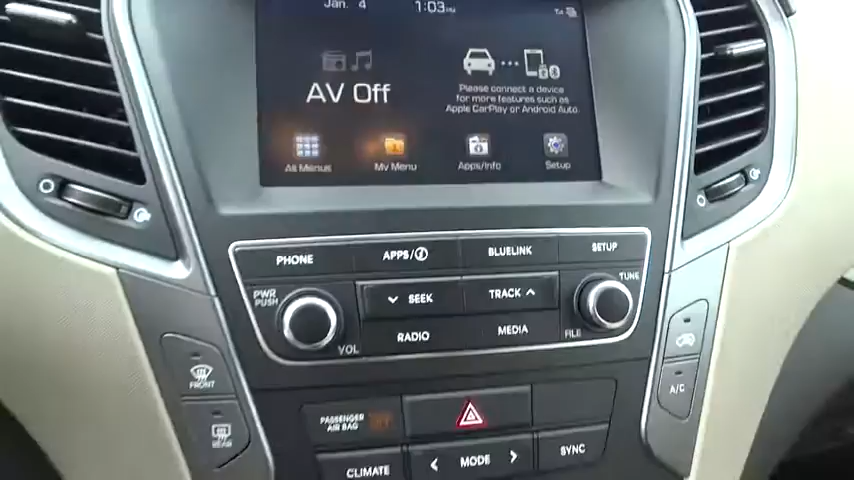 Jan. 4 1:03
AV Off
Please connect a device
for more features such as
Apple CarPlay or Android Auto.
All Menus My Menu Apps/Info Setup
PHONE APPS/i BLUELINK SETUP
PWR
PUSH
SEEK TRACK TUNE
VOL RADIO MEDIA FILE
FRONT
REAR
A/C
PASSENGER
AIR BAG
CLIMATE MODE SYNC